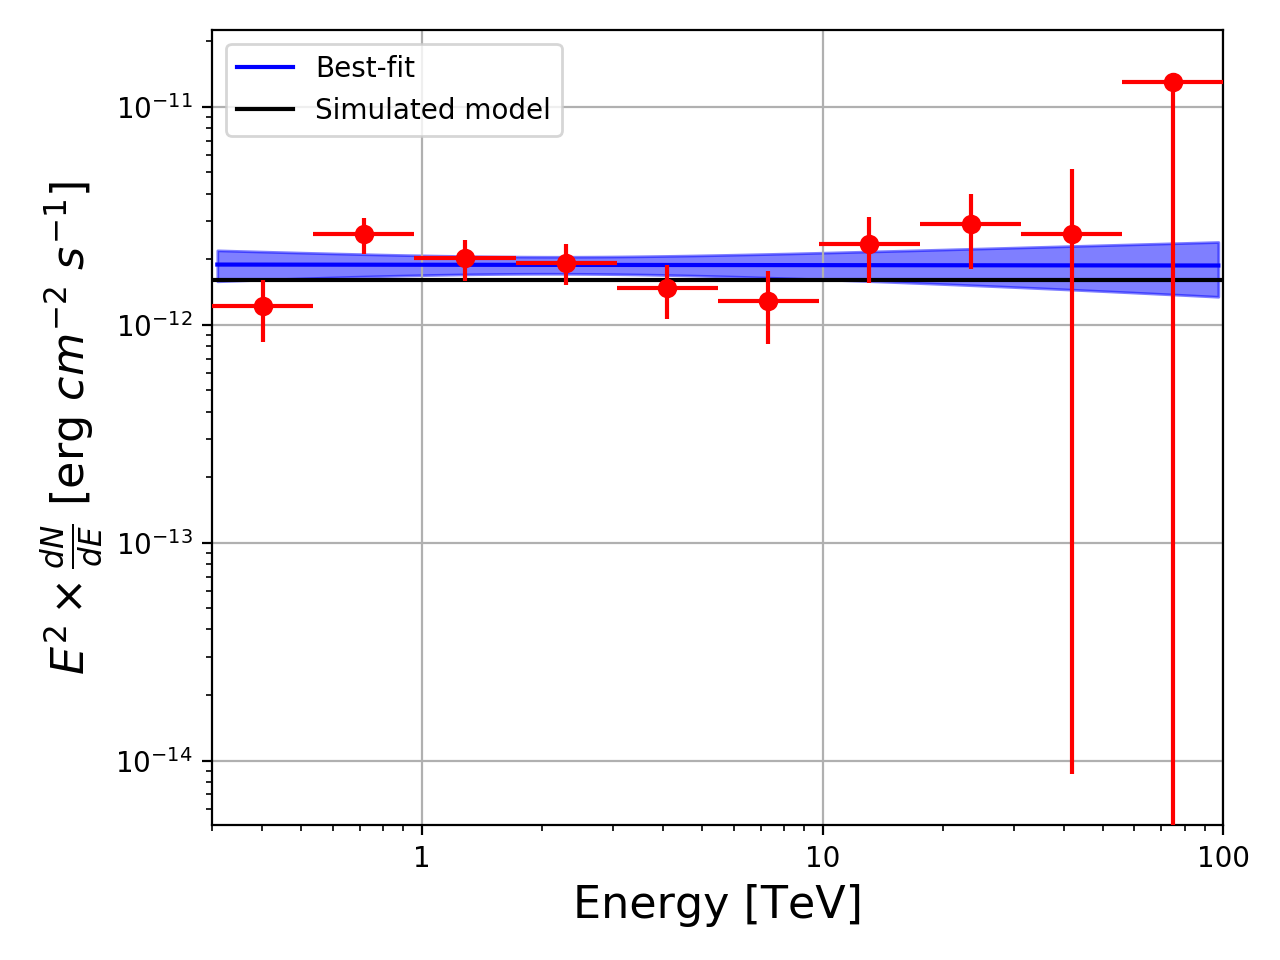 Best-fit
Simulated model
10⁻¹¹
10⁻¹²
10⁻¹³
10⁻¹⁴
E² × dN/dE [erg cm⁻² s⁻¹]
1
10
100
Energy [TeV]